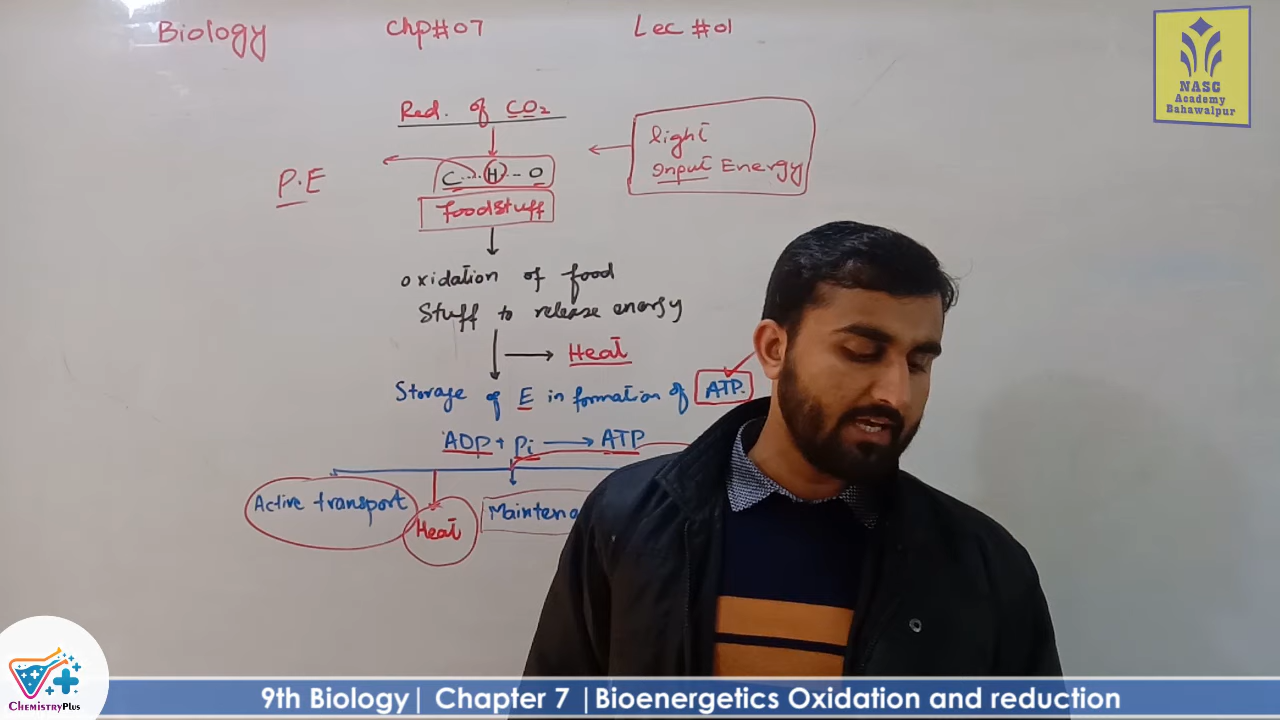 Biology Chp#07 Lec #01
NASG
Academy
Bahawalpur
Red. of CO2
light
Input Energy
P.E
C...H-O
Foodstuff
oxidation of food
Stuff to release energy
Heat
Storage of E in formation of ATP.
ADP + Pi → ATP
Active transport
Heat
ChemistryPlus
9th Biology| Chapter 7 |Bioenergetics Oxidation and reduction